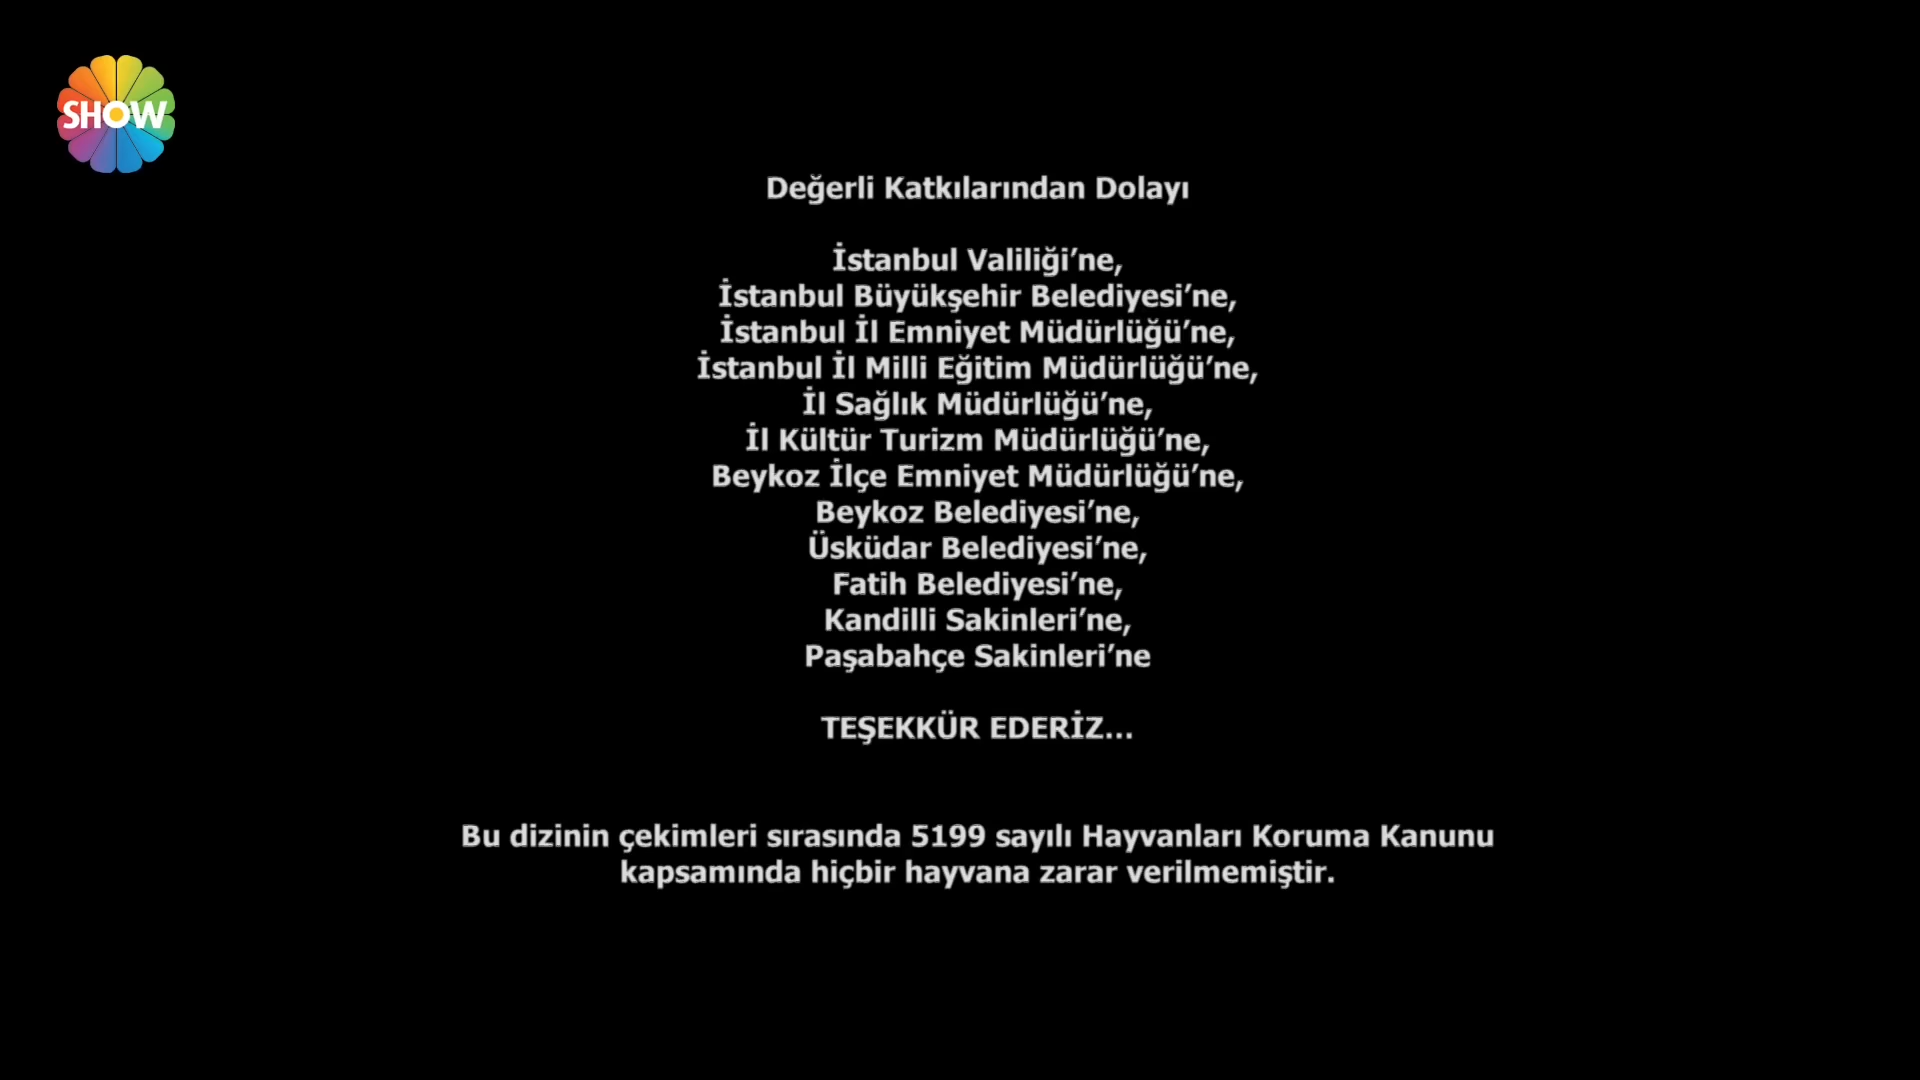 SHOW
Değerli Katkılarından Dolayı
İstanbul Valiliği’ne,
İstanbul Büyükşehir Belediyesi’ne,
İstanbul İl Emniyet Müdürlüğü’ne,
İstanbul İl Milli Eğitim Müdürlüğü’ne,
İl Sağlık Müdürlüğü’ne,
İl Kültür Turizm Müdürlüğü’ne,
Beykoz İlçe Emniyet Müdürlüğü’ne,
Beykoz Belediyesi’ne,
Üsküdar Belediyesi’ne,
Fatih Belediyesi’ne,
Kandilli Sakinleri’ne,
Paşabahçe Sakinleri’ne
TEŞEKKÜR EDERİZ...
Bu dizinin çekimleri sırasında 5199 sayılı Hayvanları Koruma Kanunu
kapsamında hiçbir hayvana zarar verilmemiştir.